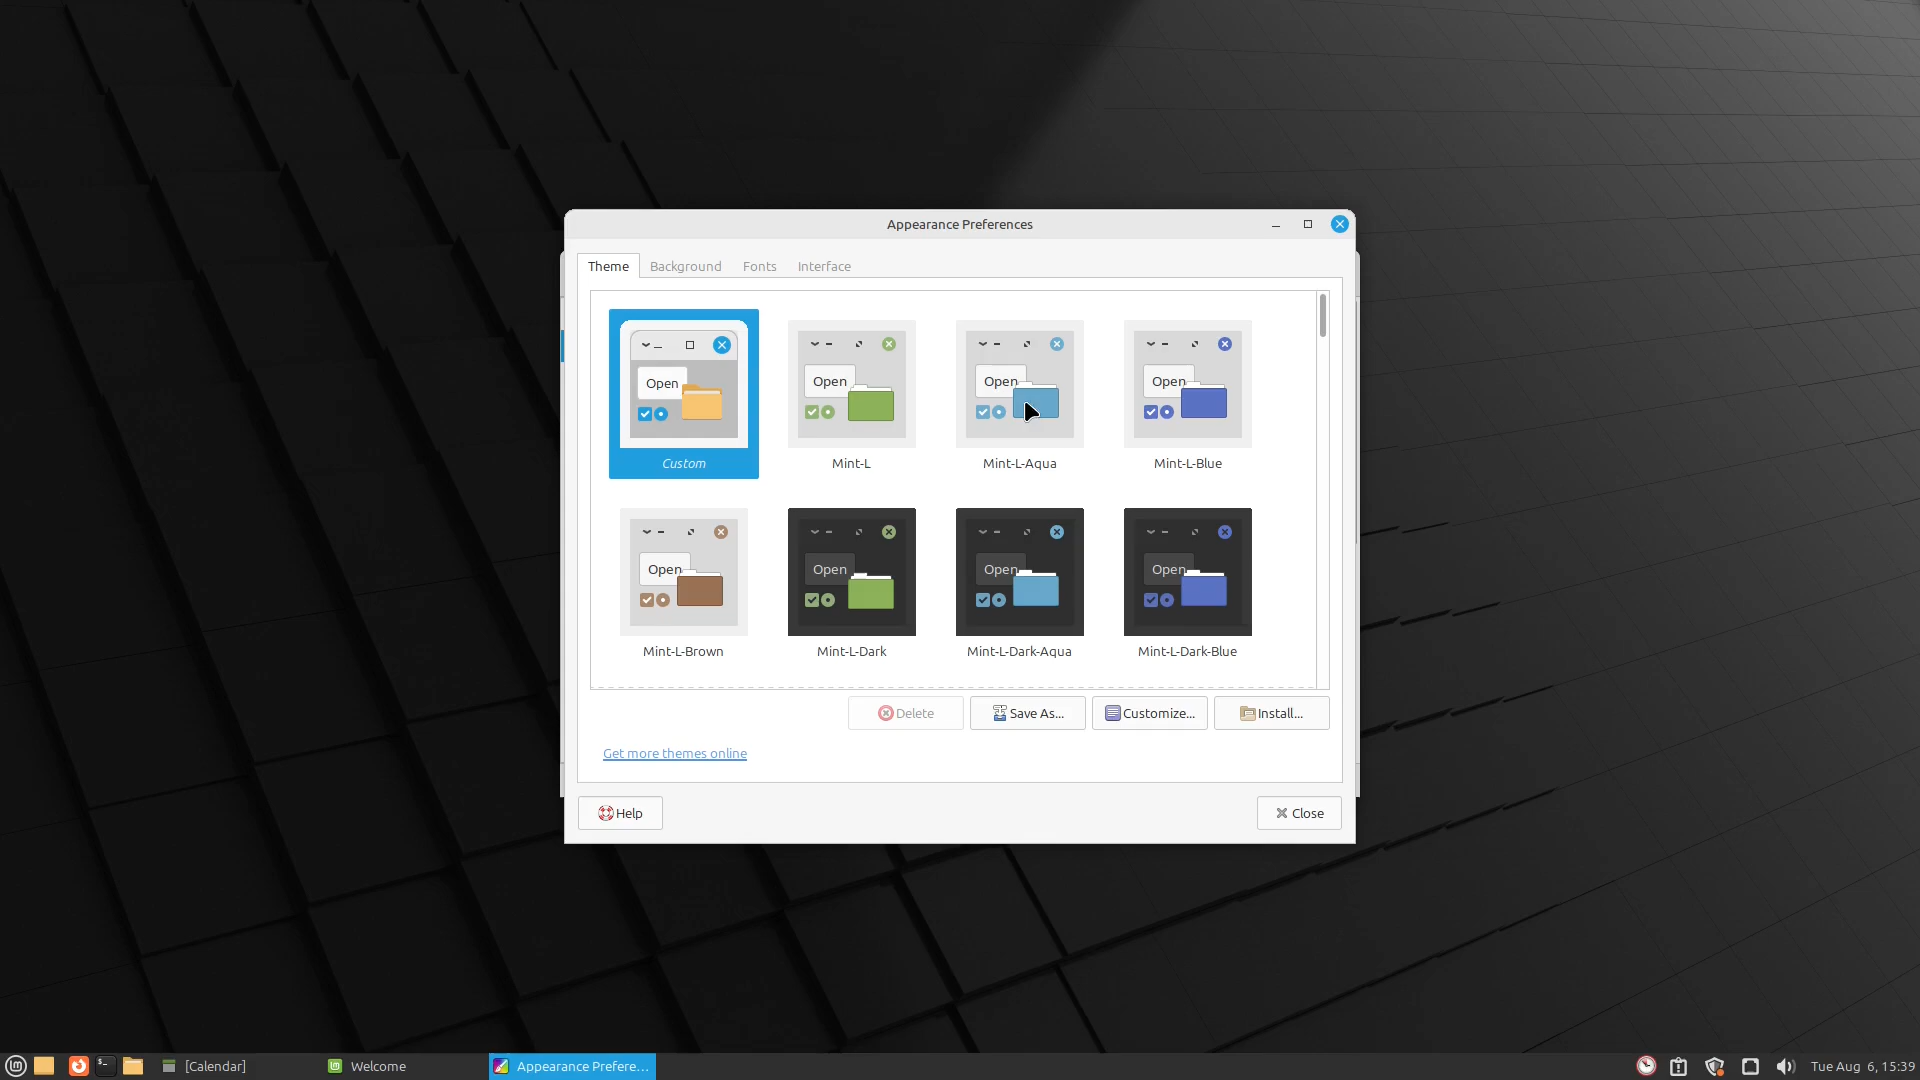 Appearance Preferences
Theme Background Fonts Interface
Open Open Open Open
Custom Mint-L Mint-L-Aqua Mint-L-Blue
Open Open Open Open
Mint-L-Brown Mint-L-Dark Mint-L-Dark-Aqua Mint-L-Dark-Blue
Delete Save As... Customize... Install...
Get more themes online
Help Close
[Calendar] Welcome Appearance Prefere... Tue Aug 6, 15:39